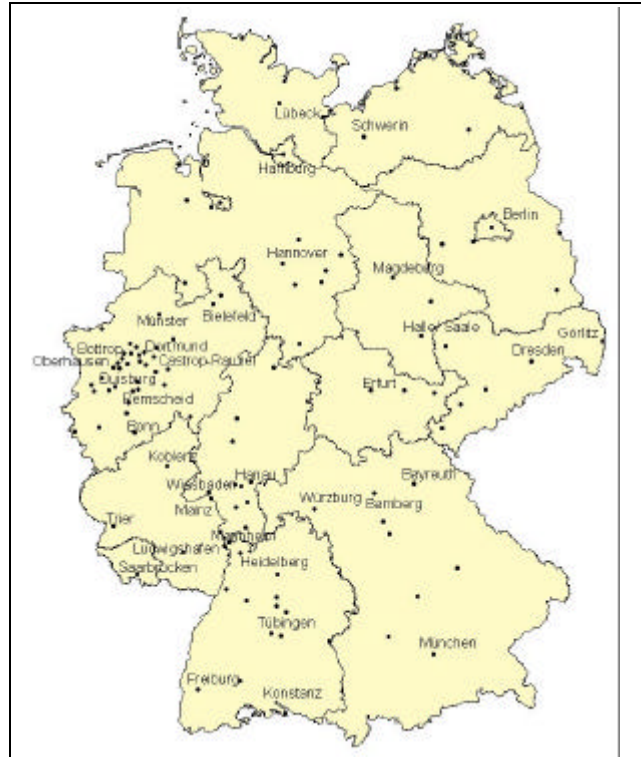 Lübeck
Schwerin
Hamburg
Berlin
Hannover
Magdeburg
Bielefeld
Münster
Halle/ Saale
Görlitz
Bottrop
Dortmund
Dresden
Oberhausen
Castrop-Rauxel
Duisburg
Erfurt
Remscheid
Bonn
Koblenz
Hanau
Bayreuth
Wiesbaden
Würzburg
Mainz
Bamberg
Trier
Mannheim
Ludwigshafen
Heidelberg
Saarbrücken
Tübingen
München
Freiburg
Konstanz